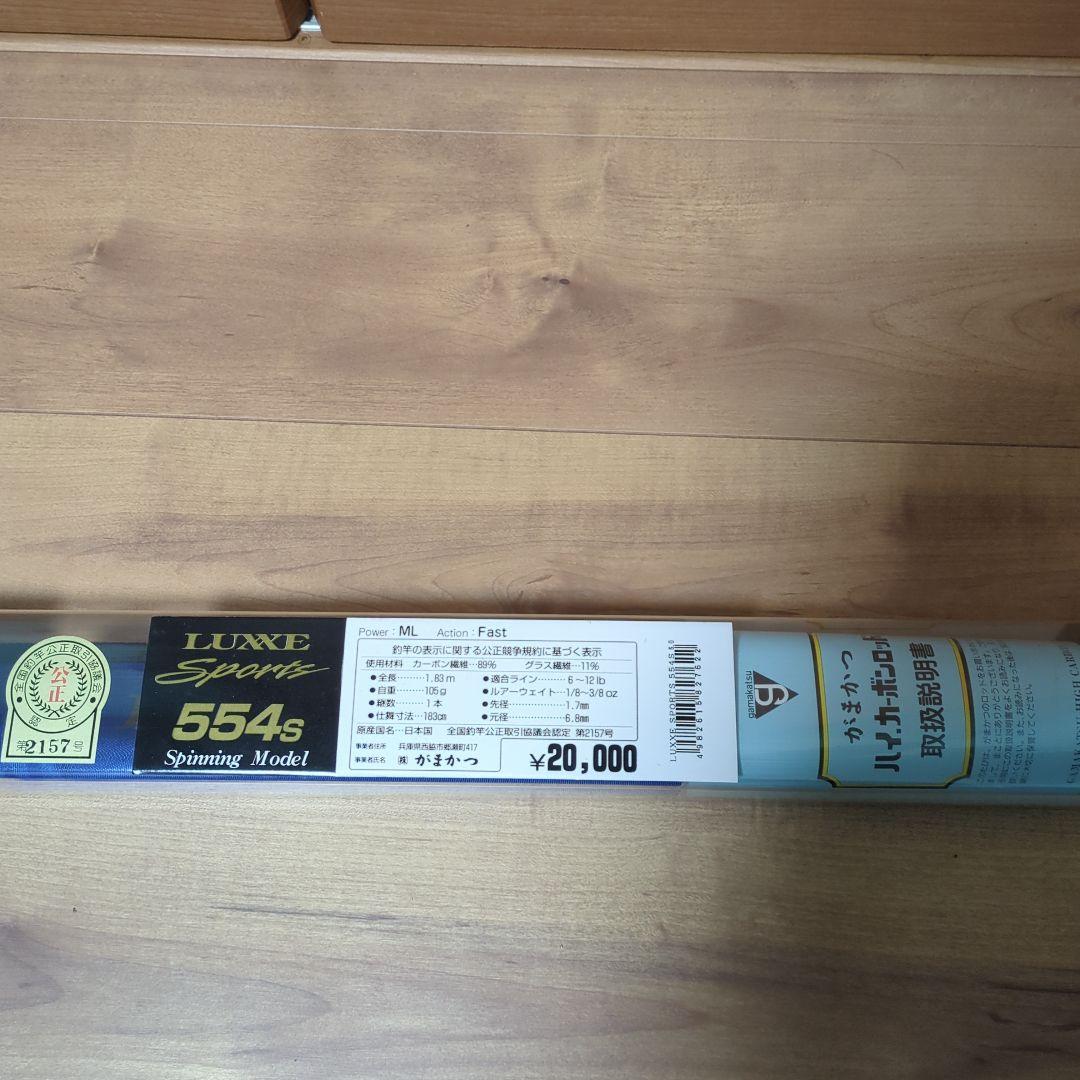 全国釣竿公正取引協議会
公正
認定
第2157号
LUXXE
Sports
554s
Spinning Model
Power : ML Action : Fast
釣竿の表示に関する公正競争規約に基づく表示
使用材料 カーボン繊維…89% グラス繊維…11%
●全長………1.83m ●適合ライン………6〜12lb
●自重………105g ●ルアーウェイト…1/8〜3/8oz
●継数………1本 ●先径………1.7mm
●仕舞寸法…183cm ●元径………6.8mm
原産国名…日本国 全国釣竿公正取引協議会認定 第2157号
事業者住所 兵庫県西脇市郷瀬町417
事業者氏名 ㈱ がまかつ
¥20,000
LUXXE SPORTS 554S 60
4982615827622
gamakatsu
がまかつ
ハイ.カーボンロッド
取扱説明書